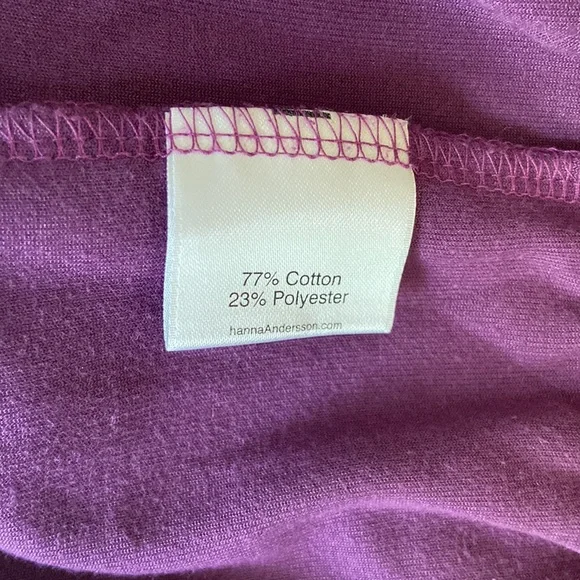 77% Cotton
23% Polyester
hannaAndersson.com